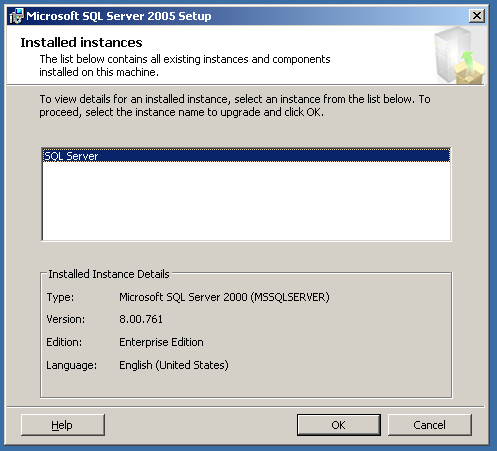 Microsoft SQL Server 2005 Setup
Installed instances
The list below contains all existing instances and components
installed on this machine.
To view details for an installed instance, select an instance from the list below. To
proceed, select the instance name to upgrade and click OK.
SQL Server
Installed Instance Details
Type: Microsoft SQL Server 2000 (MSSQLSERVER)
Version: 8.00.761
Edition: Enterprise Edition
Language: English (United States)
Help OK Cancel